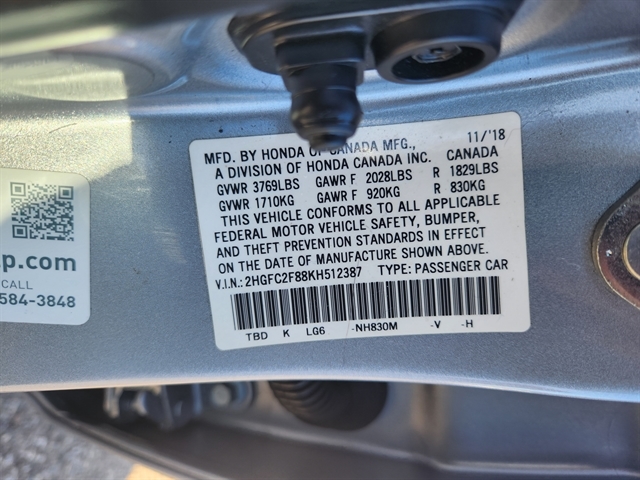 MFD. BY HONDA OF CANADA MFG., 11/'18
A DIVISION OF HONDA CANADA INC. CANADA
GVWR 3769LBS GAWR F 2028LBS R 1829LBS
GVWR 1710KG GAWR F 920KG R 830KG
THIS VEHICLE CONFORMS TO ALL APPLICABLE
FEDERAL MOTOR VEHICLE SAFETY, BUMPER,
AND THEFT PREVENTION STANDARDS IN EFFECT
ON THE DATE OF MANUFACTURE SHOWN ABOVE.
V.I.N.: 2HGFC2F88KH512387 TYPE: PASSENGER CAR
TBD K LG6 -NH830M -V -H
p.com
CALL
584-3848